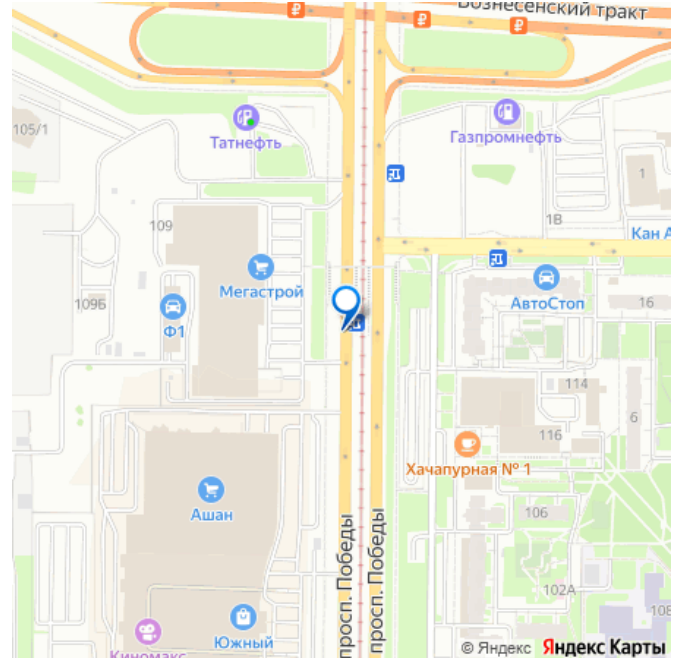 Вознесенский тракт
105/1
Татнефть
Газпромнефть
1
109
1В
Кан А
Мегастрой
АвтоСтоп
109Б
Ф1
16
114
6
116
Хачапурная № 1
Ашан
106
просп. Победы
просп. Победы
102А
108
Южный
Киномакс
© Яндекс Яндекс Карты